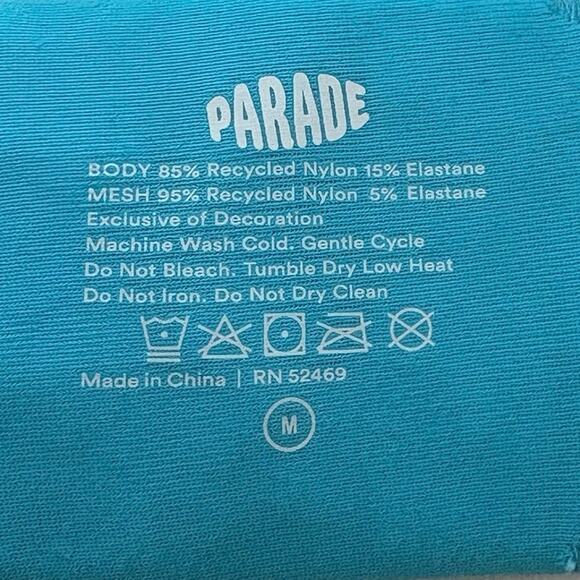 PARADE
BODY 85% Recycled Nylon 15% Elastane
MESH 95% Recycled Nylon 5% Elastane
Exclusive of Decoration
Machine Wash Cold. Gentle Cycle
Do Not Bleach. Tumble Dry Low Heat
Do Not Iron. Do Not Dry Clean
Made in China | RN 52469
M